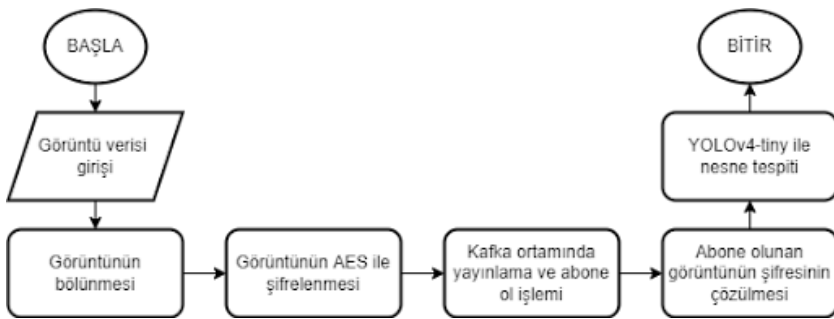 BAŞLA
Görüntü verisi
girişi
Görüntünün
bölünmesi
Görüntünün AES ile
şifrelenmesi
Kafka ortamında
yayınlama ve abone
ol işlemi
Abone olunan
görüntünün şifresinin
çözülmesi
YOLOv4-tiny ile
nesne tespiti
BİTİR